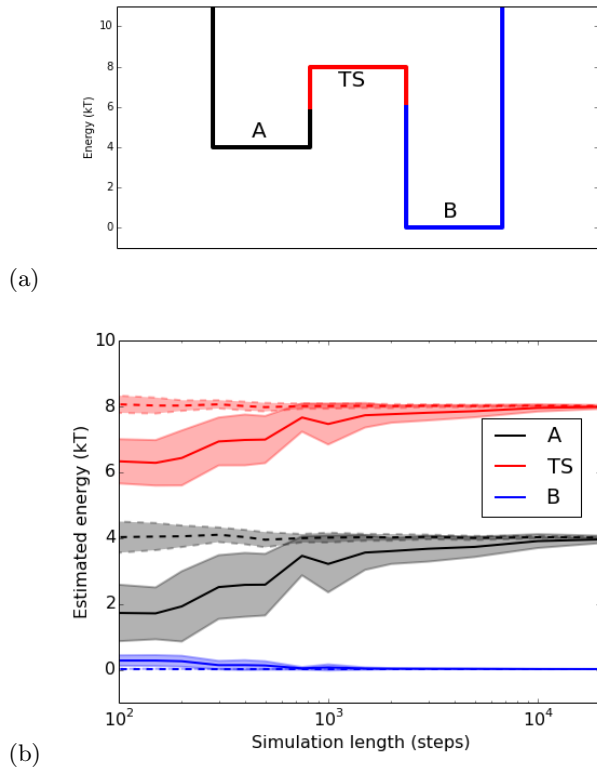 8
6
4
2
0
Energy (kT)
A
TS
B
(a)
10
8
6
4
2
0
Estimated energy (kT)
A
TS
B
10² 10³ 10⁴
Simulation length (steps)
(b)